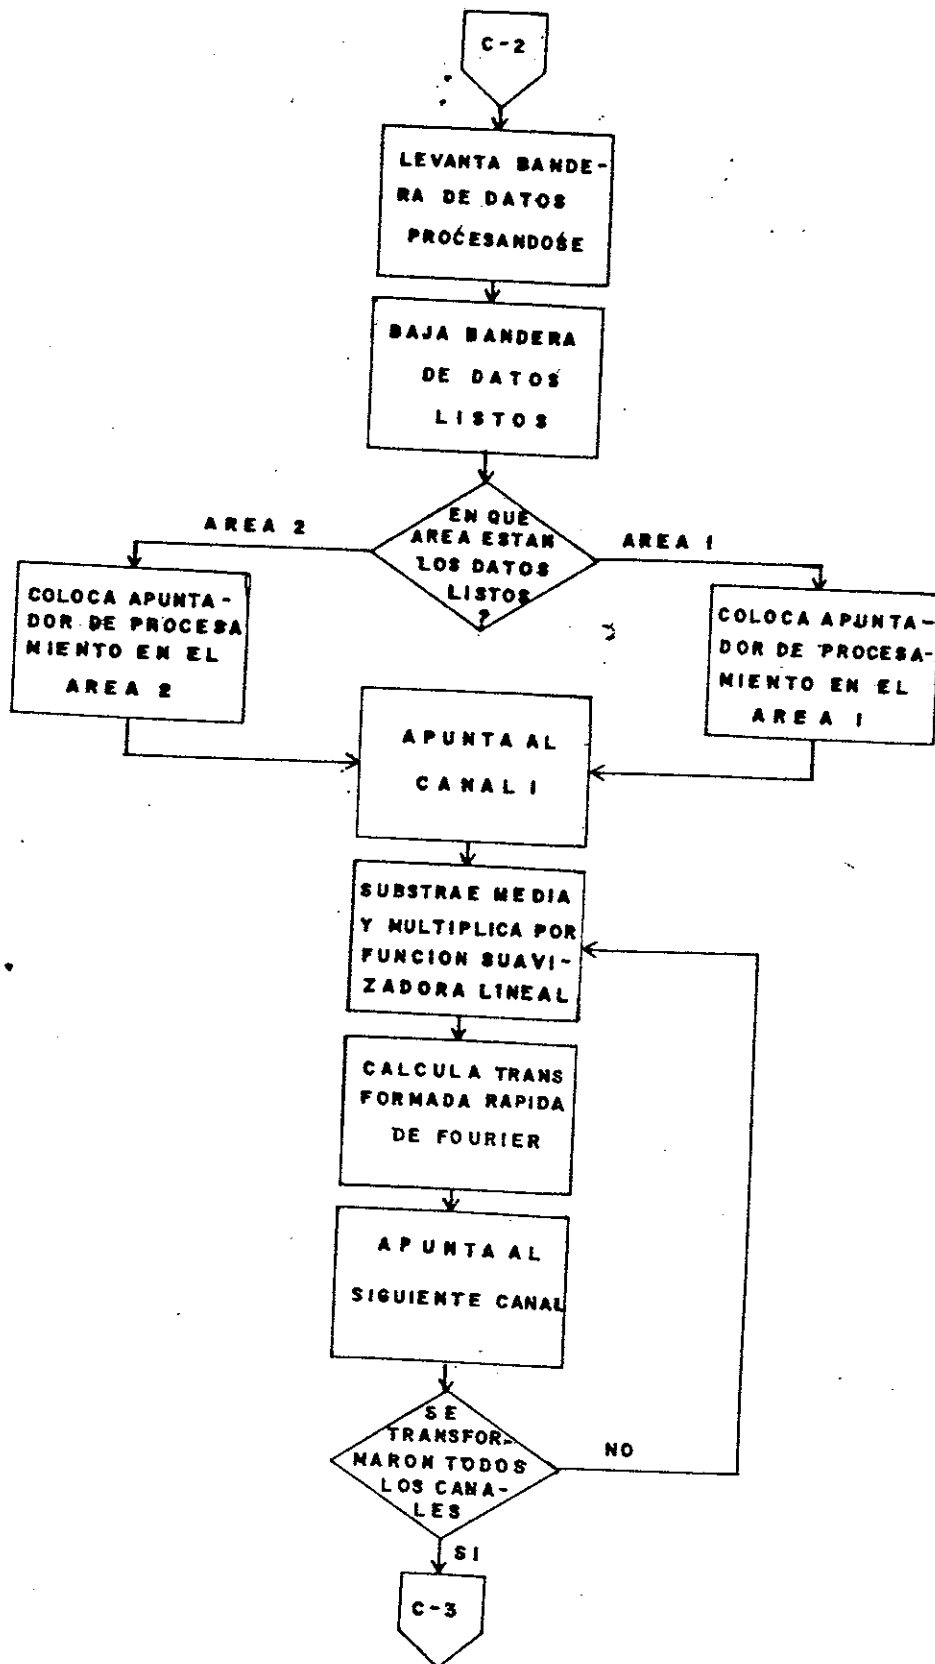 C-2
LEVANTA BANDE-
RA DE DATOS
PROCESANDOSE
BAJA BANDERA
DE DATOS
LISTOS
EN QUE
AREA ESTAN
LOS DATOS
LISTOS
?
AREA 2
AREA 1
COLOCA APUNTA-
DOR DE PROCESA
MIENTO EN EL
AREA 2
COLOCA APUNTA-
DOR DE PROCESA-
MIENTO EN EL
AREA 1
APUNTA AL
CANAL 1
SUBSTRAE MEDIA
Y MULTIPLICA POR
FUNCION SUAVI-
ZADORA LINEAL
CALCULA TRANS
FORMADA RAPIDA
DE FOURIER
APUNTA AL
SIGUIENTE CANAL
SE
TRANSFOR-
MARON TODOS
LOS CANA-
LES
NO
SI
C-3